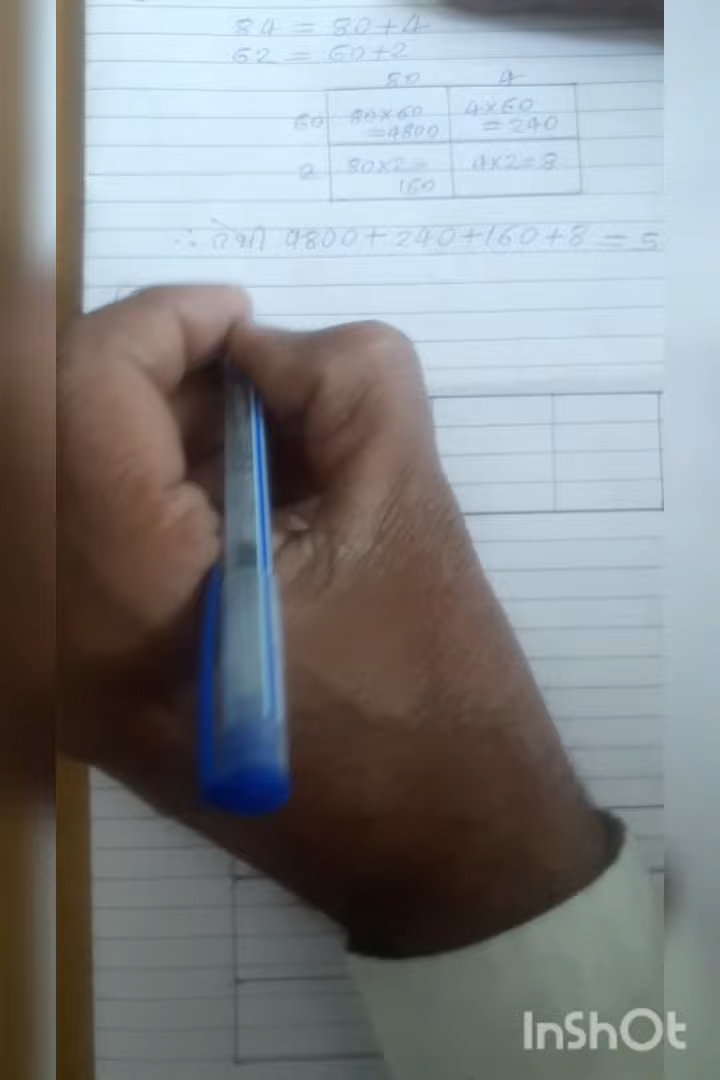 84 = 80+4
62 = 60+2
80 4
60 80×60 =4800 4×60 = 240
2 80×2= 160 4×2=8
∴ તેથી 4800+240+160+8 = 5
InShOt